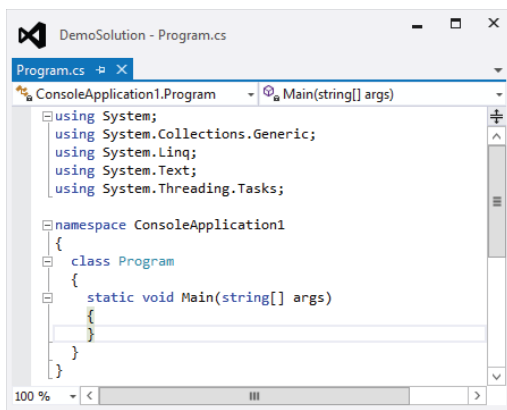 DemoSolution - Program.cs
Program.cs
ConsoleApplication1.Program Main(string[] args)
using System;
using System.Collections.Generic;
using System.Linq;
using System.Text;
using System.Threading.Tasks;
namespace ConsoleApplication1
{
class Program
{
static void Main(string[] args)
{
}
}
}
100 %